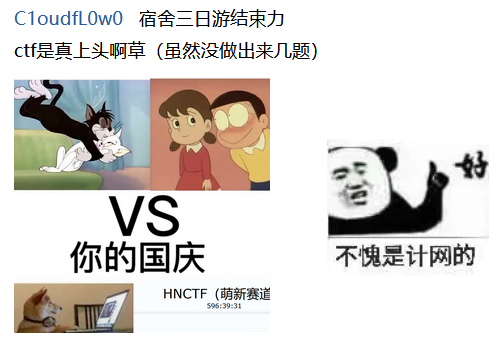 C1oudfL0w0 宿舍三日游结束力
ctf是真上头啊草（虽然没做出来几题）
VS
你的国庆
HNCTF（萌新赛道
596:39:31
好
不愧是计网的